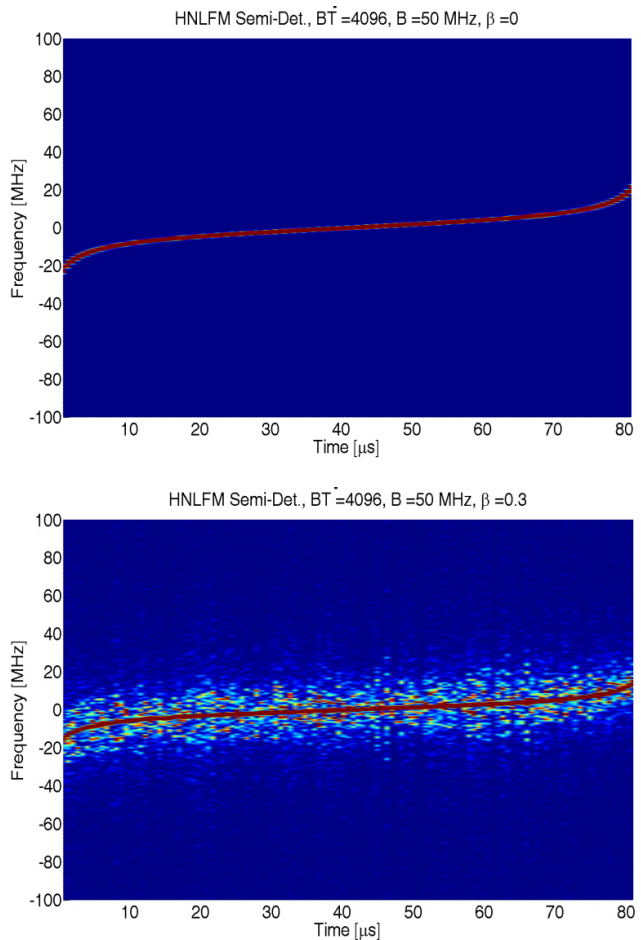 HNLFM Semi-Det., BT̄ =4096, B =50 MHz, β =0
100
80
60
40
20
0
-20
-40
-60
-80
-100
Frequency [MHz]
10 20 30 40 50 60 70 80
Time [μs]
HNLFM Semi-Det., BT̄ =4096, B =50 MHz, β =0.3
100
80
60
40
20
0
-20
-40
-60
-80
-100
Frequency [MHz]
10 20 30 40 50 60 70 80
Time [μs]